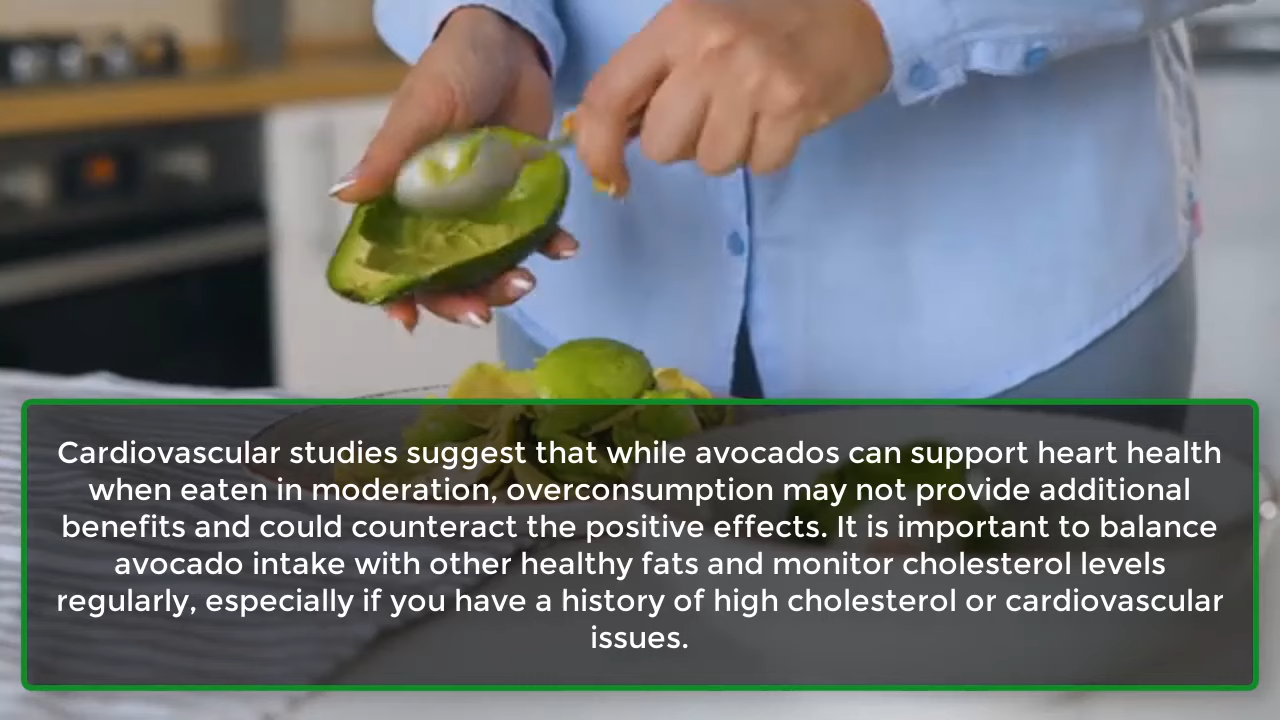 Cardiovascular studies suggest that while avocados can support heart health
when eaten in moderation, overconsumption may not provide additional
benefits and could counteract the positive effects. It is important to balance
avocado intake with other healthy fats and monitor cholesterol levels
regularly, especially if you have a history of high cholesterol or cardiovascular
issues.